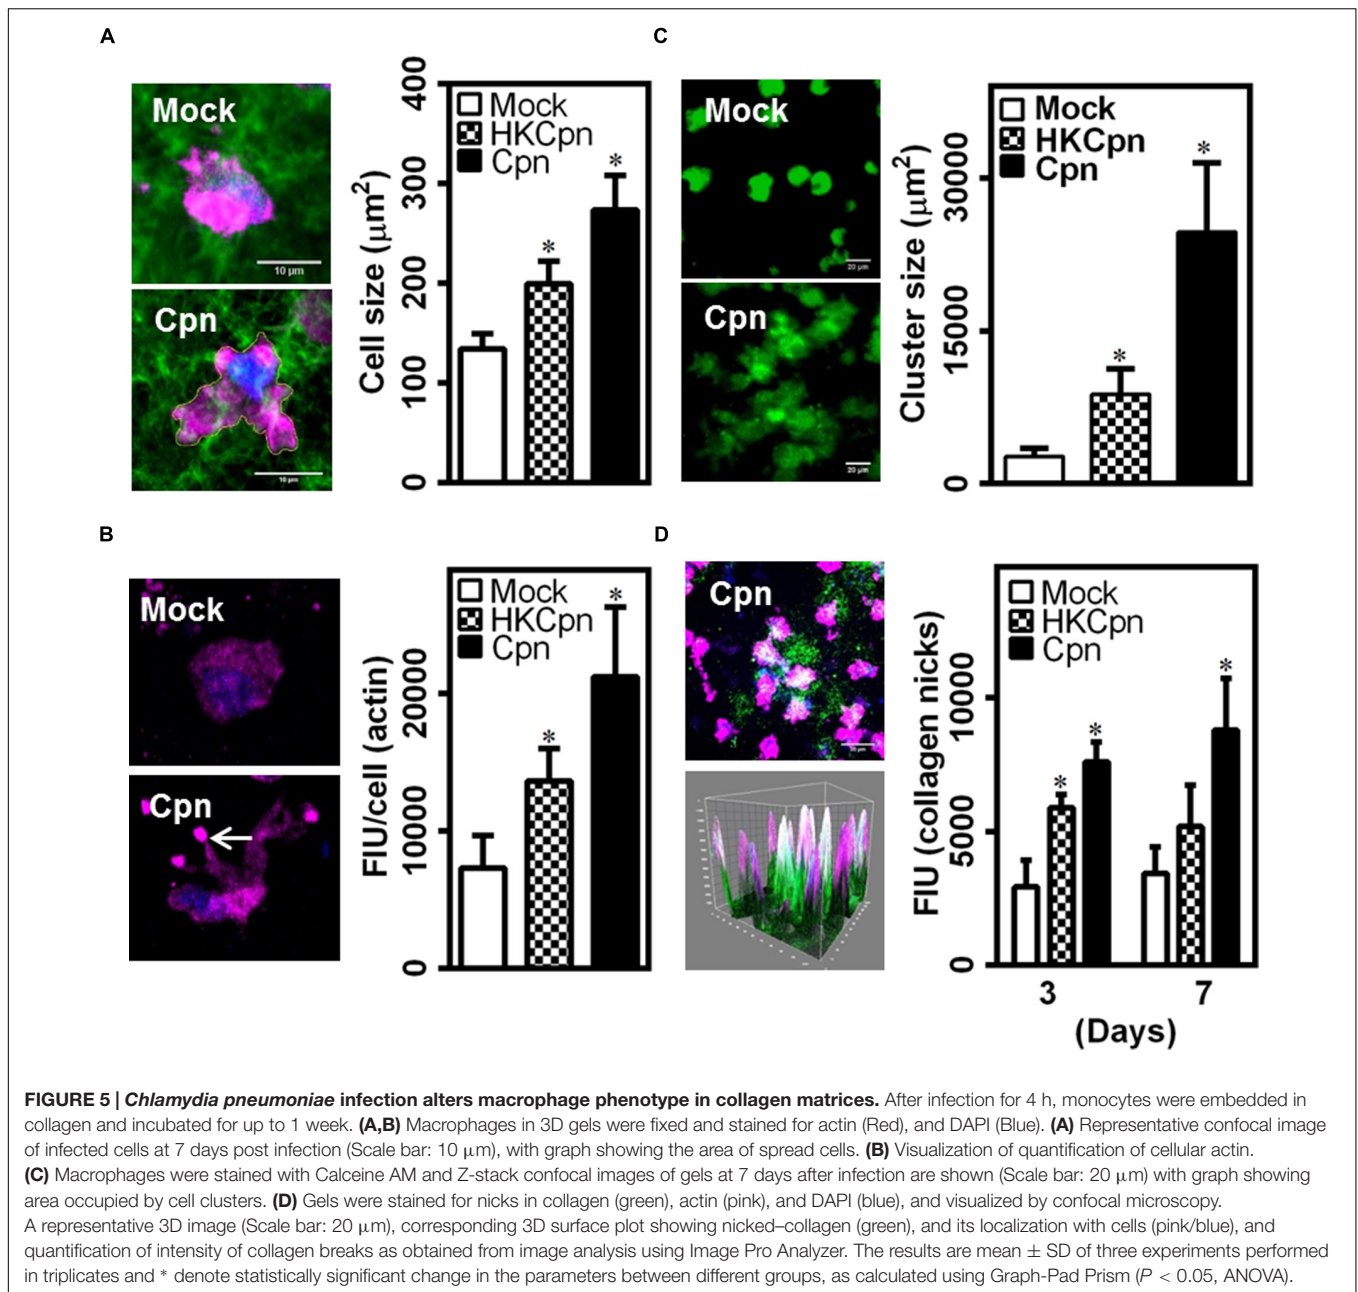 A
Mock
10 µm
Cpn
10 µm
Cell size (µm2)
400
300
200
100
0
Mock
HKCpn
Cpn
*
*
C
Mock
20 µm
Cpn
20 µm
Cluster size (µm2)
30000
15000
0
Mock
HKCpn
Cpn
*
*
B
Mock
Cpn
FIU/cell (actin)
20000
10000
0
Mock
HKCpn
Cpn
*
*
D
Cpn
FIU (collagen nicks)
10000
5000
0
Mock
HKCpn
Cpn
*
*
*
3
7
(Days)
FIGURE 5 | Chlamydia pneumoniae infection alters macrophage phenotype in collagen matrices. After infection for 4 h, monocytes were embedded in
collagen and incubated for up to 1 week. (A,B) Macrophages in 3D gels were fixed and stained for actin (Red), and DAPI (Blue). (A) Representative confocal image
of infected cells at 7 days post infection (Scale bar: 10 µm), with graph showing the area of spread cells. (B) Visualization of quantification of cellular actin.
(C) Macrophages were stained with Calceine AM and Z-stack confocal images of gels at 7 days after infection are shown (Scale bar: 20 µm) with graph showing
area occupied by cell clusters. (D) Gels were stained for nicks in collagen (green), actin (pink), and DAPI (blue), and visualized by confocal microscopy.
A representative 3D image (Scale bar: 20 µm), corresponding 3D surface plot showing nicked–collagen (green), and its localization with cells (pink/blue), and
quantification of intensity of collagen breaks as obtained from image analysis using Image Pro Analyzer. The results are mean ± SD of three experiments performed
in triplicates and * denote statistically significant change in the parameters between different groups, as calculated using Graph-Pad Prism (P < 0.05, ANOVA).